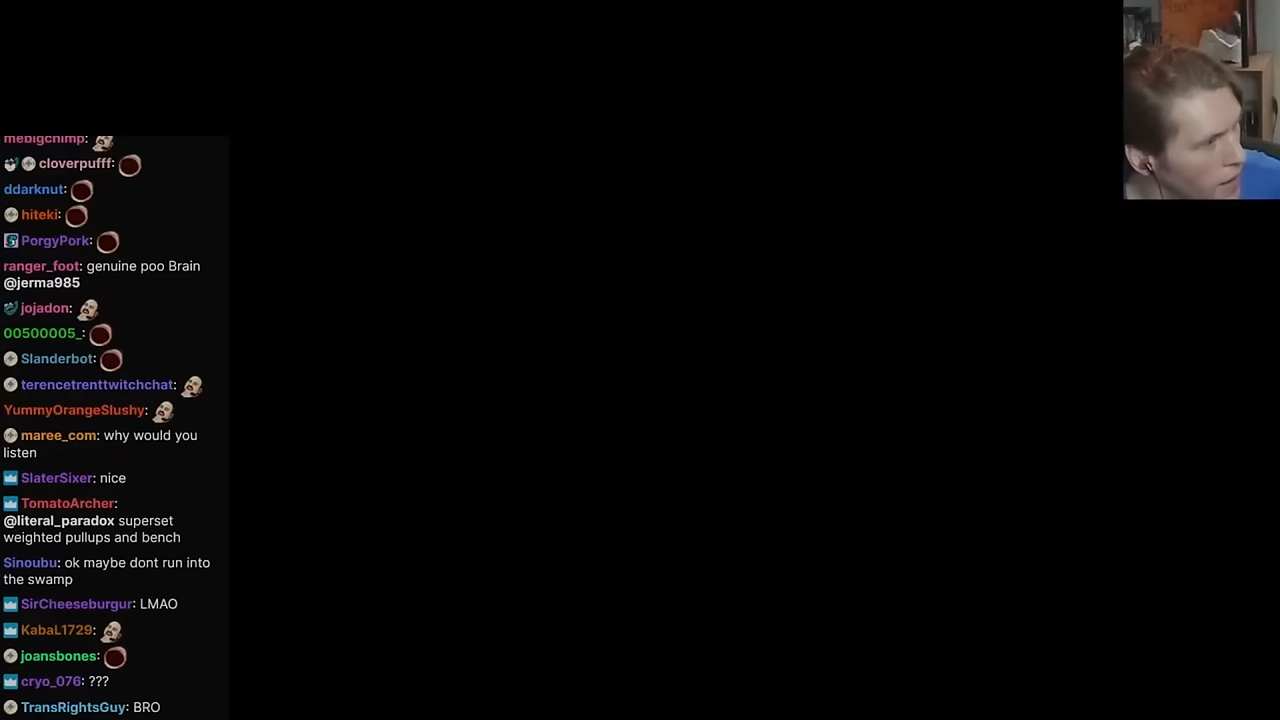 mebigchimp:
cloverpufff:
ddarknut:
hiteki:
PorgyPork:
ranger_foot: genuine poo Brain
@jerma985
jojadon:
00500005_:
Slanderbot:
terencetrenttwitchchat:
YummyOrangeSlushy:
maree_com: why would you
listen
SlaterSixer: nice
TomatoArcher:
@literal_paradox superset
weighted pullups and bench
Sinoubu: ok maybe dont run into
the swamp
SirCheeseburgur: LMAO
KabaL1729:
joansbones:
cryo_076: ???
TransRightsGuy: BRO